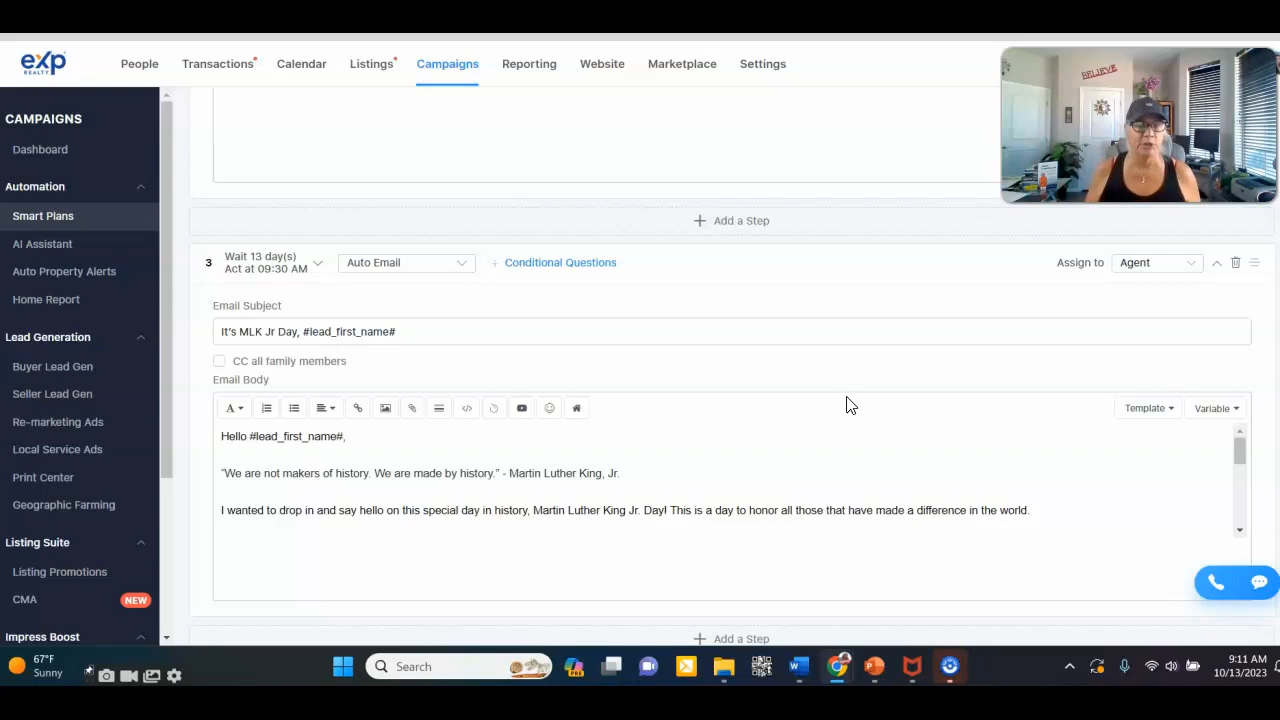 eXp
REALTY
People
Transactions
Calendar
Listings
Campaigns
Reporting
Website
Marketplace
Settings
BELIEVE
CAMPAIGNS
Dashboard
Automation
Smart Plans
AI Assistant
Auto Property Alerts
Home Report
Lead Generation
Buyer Lead Gen
Seller Lead Gen
Re-marketing Ads
Local Service Ads
Print Center
Geographic Farming
Listing Suite
Listing Promotions
CMA NEW
Impress Boost
+ Add a Step
3
Wait 13 day(s)
Act at 09:30 AM
Auto Email
+ Conditional Questions
Assign to
Agent
Email Subject
It's MLK Jr Day, #lead_first_name#
CC all family members
Email Body
A
Template
Variable
Hello #lead_first_name#,
“We are not makers of history. We are made by history.” - Martin Luther King, Jr.
I wanted to drop in and say hello on this special day in history, Martin Luther King Jr. Day! This is a day to honor all those that have made a difference in the world.
+ Add a Step
67°F
Sunny
Search
PRE
9:11 AM
10/13/2023